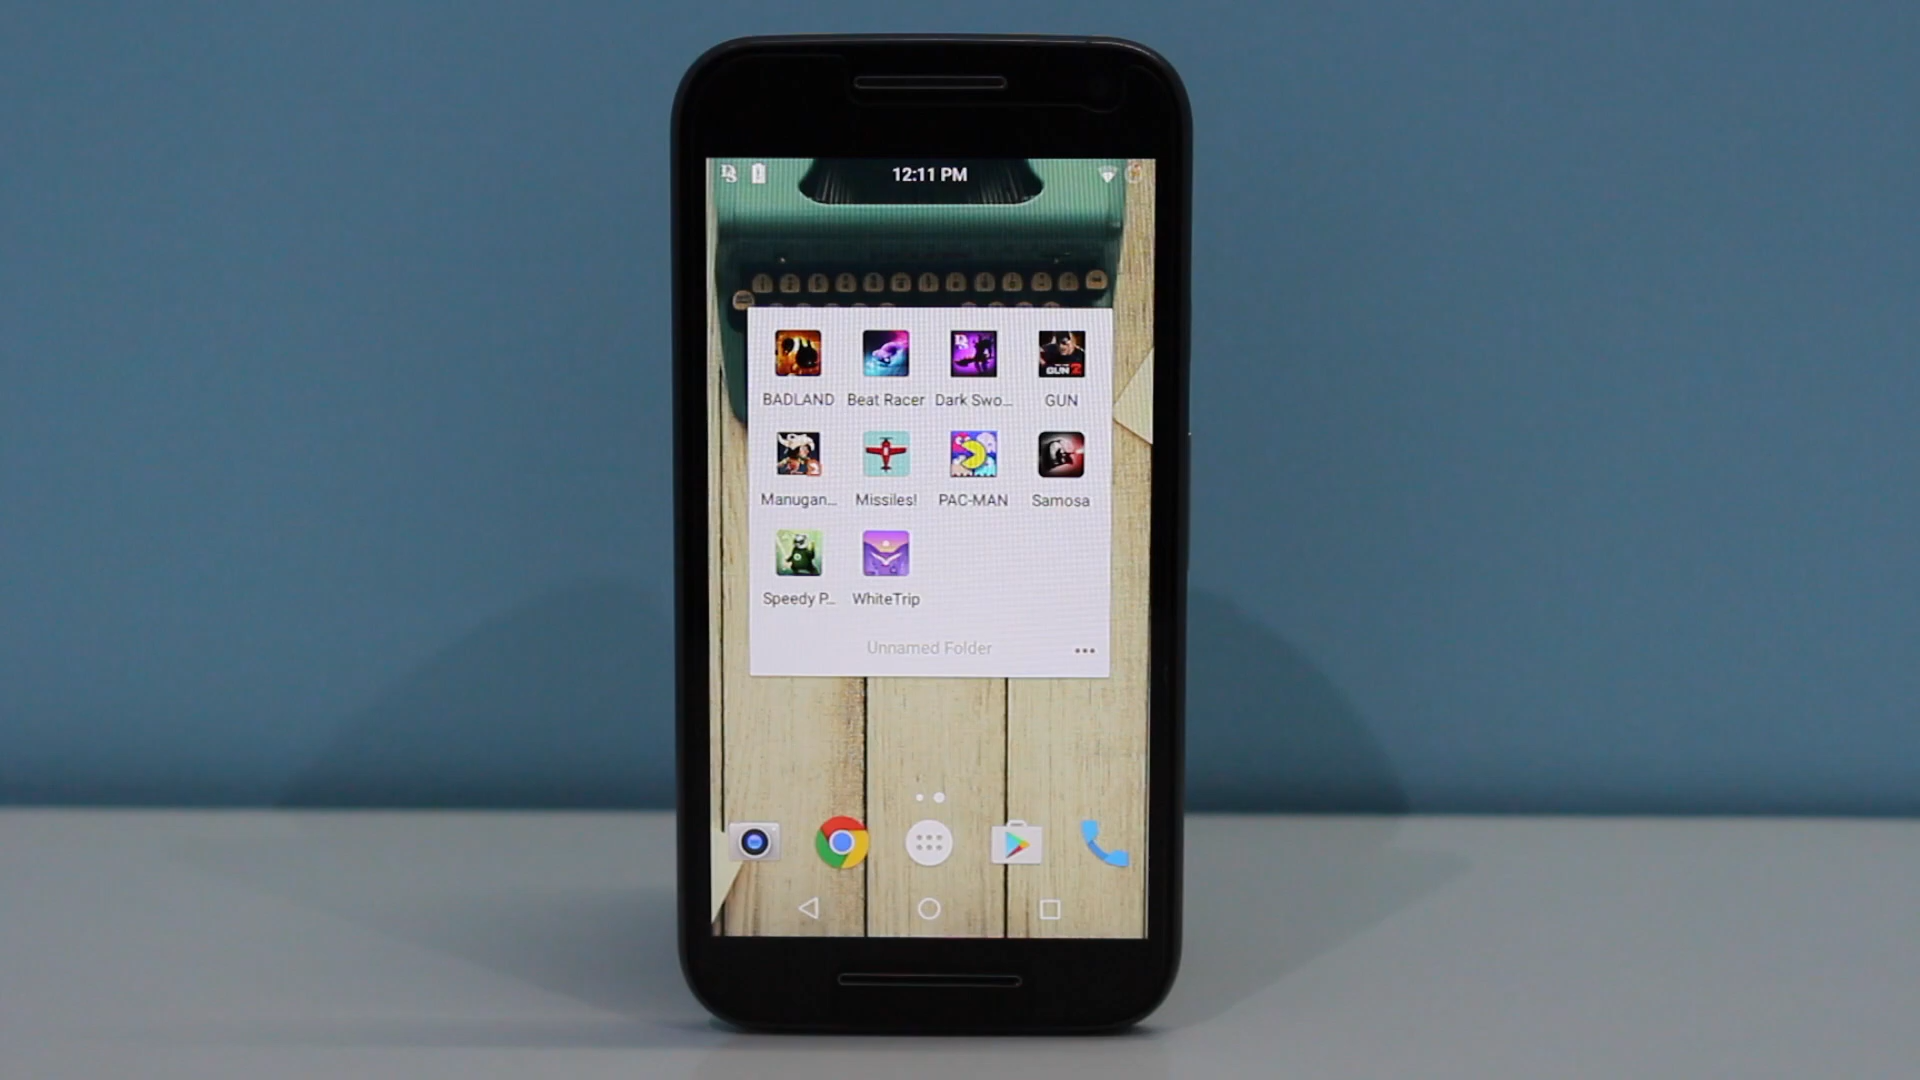 12:11 PM
BADLAND Beat Racer Dark Swo... GUN
Manugan... Missiles! PAC-MAN Samosa
Speedy P... WhiteTrip
Unnamed Folder